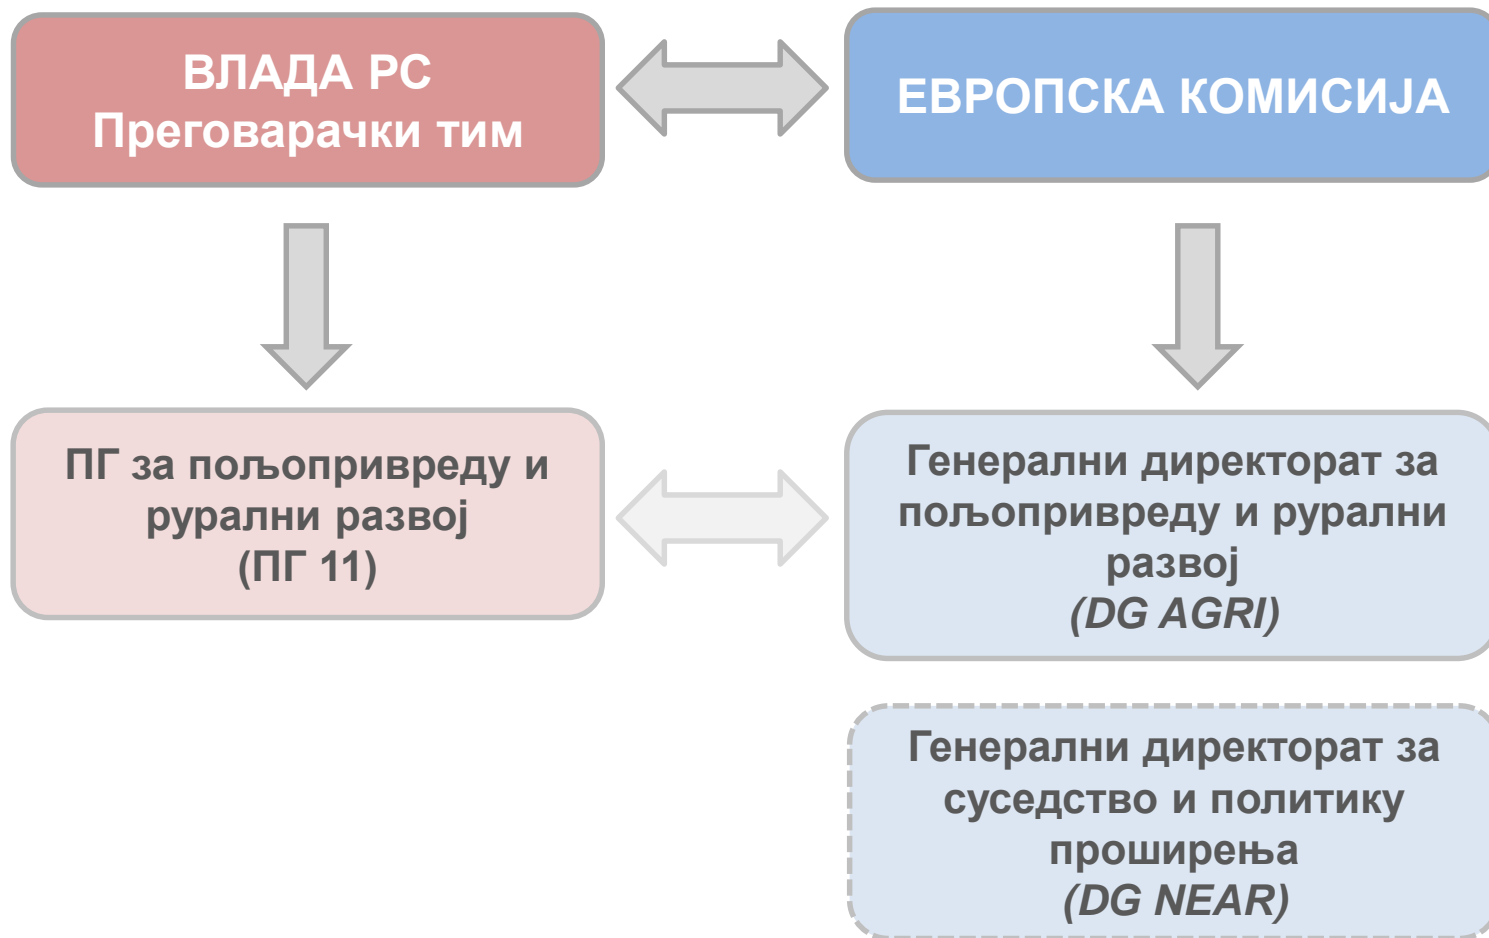 ВЛАДА РС
Преговарачки тим
ЕВРОПСКА КОМИСИЈА
ПГ за пољопривреду и
рурални развој
(ПГ 11)
Генерални директорат за
пољопривреду и рурални
развој
(DG AGRI)
Генерални директорат за
суседство и политику
проширења
(DG NEAR)